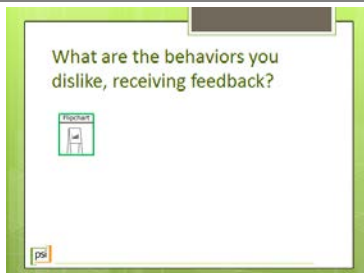 What are the behaviors you
dislike, receiving feedback?
Flipchart
psi